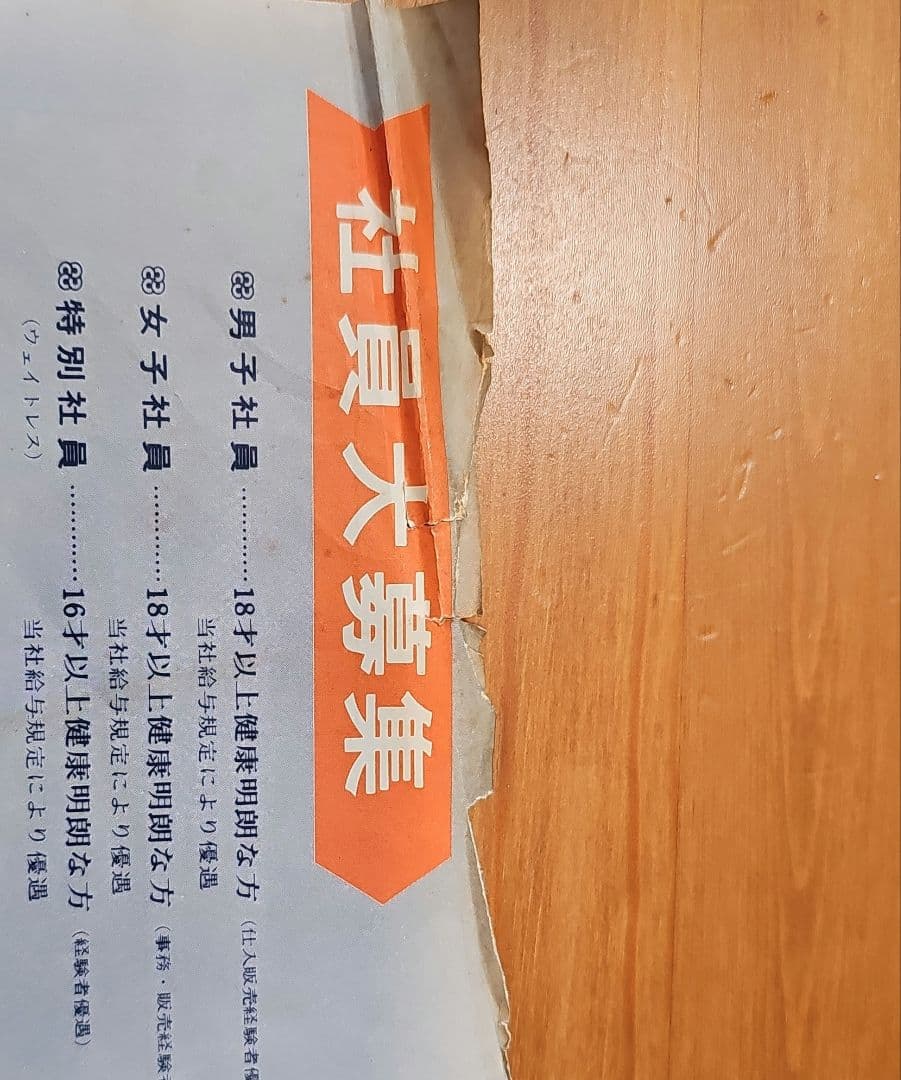 社員大募集
男子社員…………18才以上健康明朗な方(仕入販売経験者優
当社給与規定により優遇
女子社員…………18才以上健康明朗な方(事務・販売経験者
当社給与規定により優遇
特別社員…………16才以上健康明朗な方(経験者優遇)
(ウェイトレス)
当社給与規定により優遇